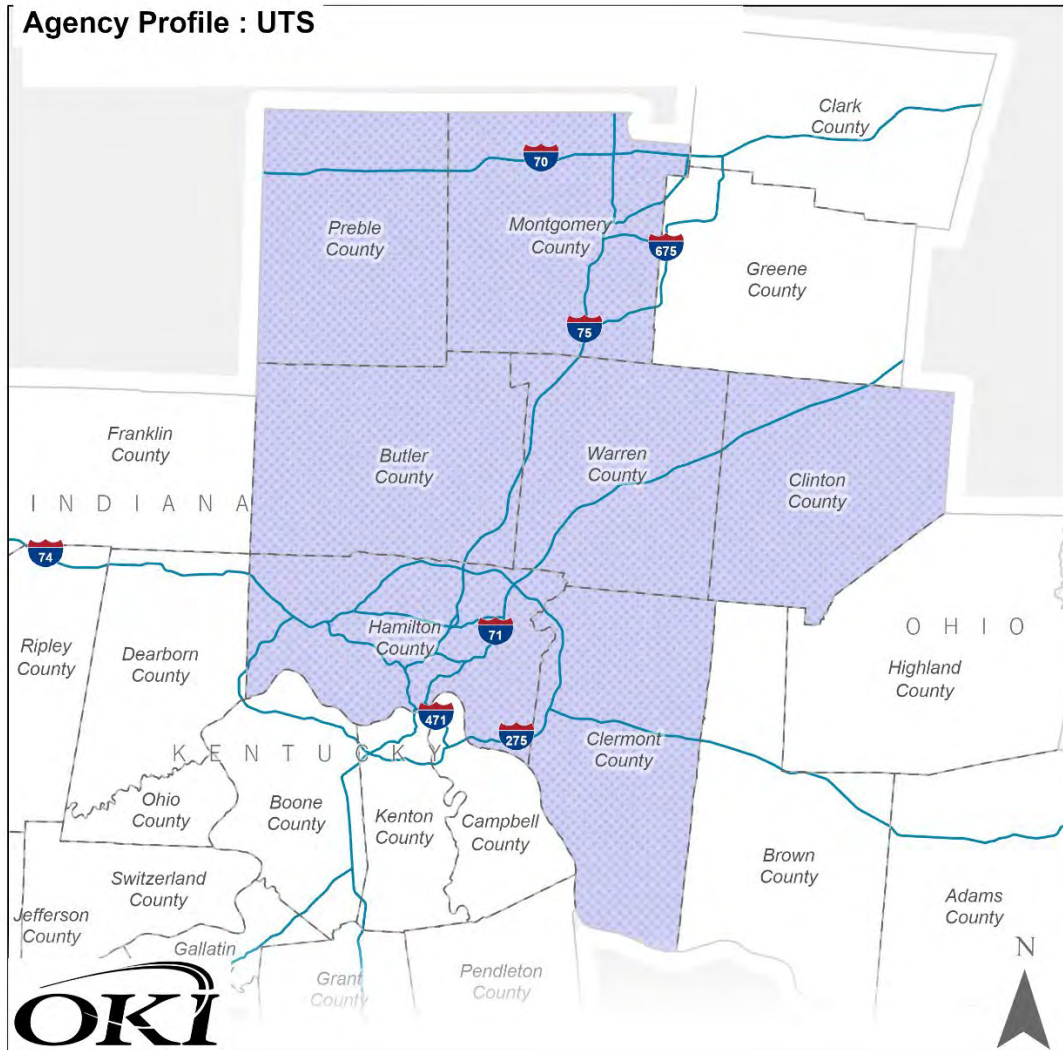 Agency Profile : UTS
Clark
County
70
Preble
County
Montgomery
County
675
Greene
County
75
Franklin
County
Butler
County
Warren
County
Clinton
County
INDIANA
74
Ripley
County
Dearborn
County
Hamilton
County
71
OHIO
Highland
County
471
275
Clermont
County
KENTUCKY
Ohio
County
Boone
County
Kenton
County
Campbell
County
Brown
County
Switzerland
County
Adams
County
Jefferson
County
Gallatin
Grant
County
Pendleton
County
N
OKI